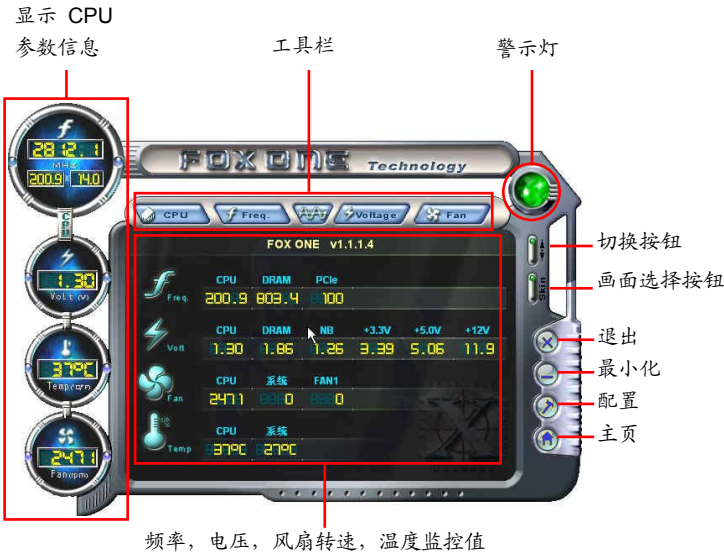 显示 CPU
参数信息
工具栏
警示灯
2812.1
MHz
200.9 × 14.0
CPU
1.30
Volt (v)
37℃
Temp (℃/℉)
2471
Fan(rpm)
FOX ONE Technology
CPU Freq. Voltage Fan
FOX ONE v1.1.1.4
CPU DRAM PCIe
Freq. 200.9 803.4 100
CPU DRAM NB +3.3V +5.0V +12V
Volt 1.30 1.86 1.26 3.39 5.06 11.9
CPU 系统 FAN1
Fan 2471 0 0
CPU 系统
Temp 37℃ 27℃
Skin
切换按钮
画面选择按钮
退出
最小化
配置
主页
频率，电压，风扇转速，温度监控值